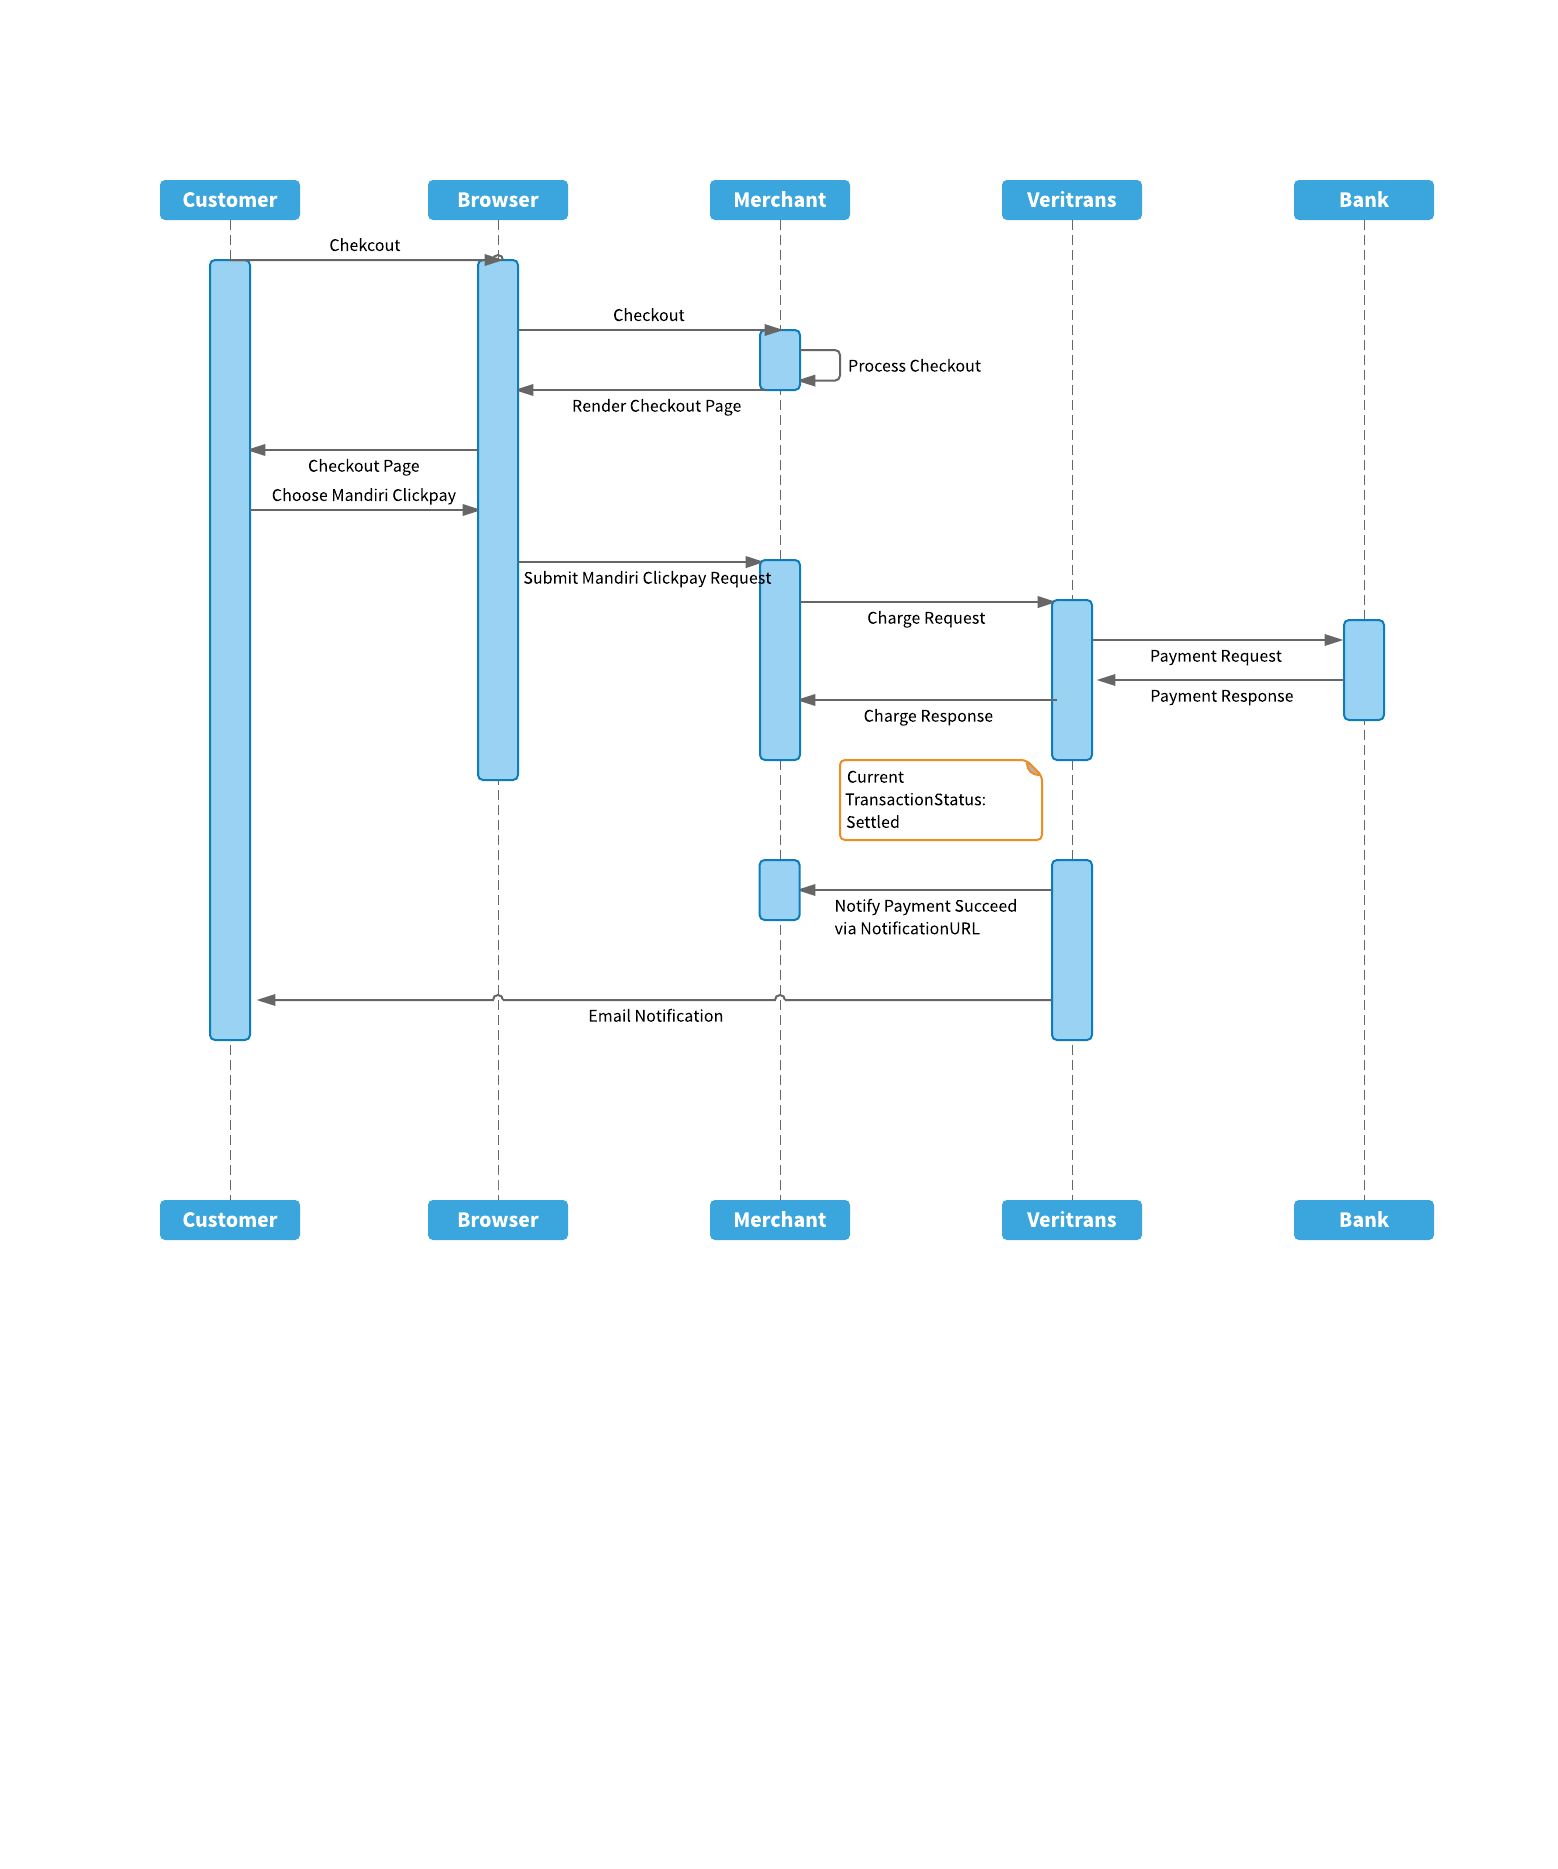 Customer
Browser
Merchant
Veritrans
Bank
Chekcout
Checkout
Process Checkout
Render Checkout Page
Checkout Page
Choose Mandiri Clickpay
Submit Mandiri Clickpay Request
Charge Request
Payment Request
Payment Response
Charge Response
Current
TransactionStatus:
Settled
Notify Payment Succeed
via NotificationURL
Email Notification
Customer
Browser
Merchant
Veritrans
Bank